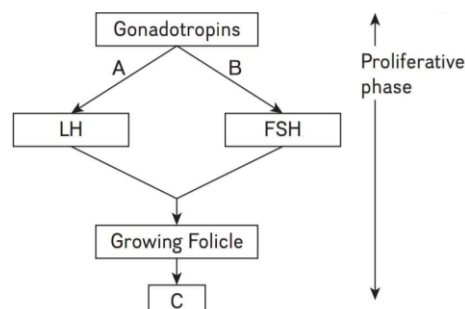 Gonadotropins
A
B
Proliferative
phase
LH
FSH
Growing Folicle
C